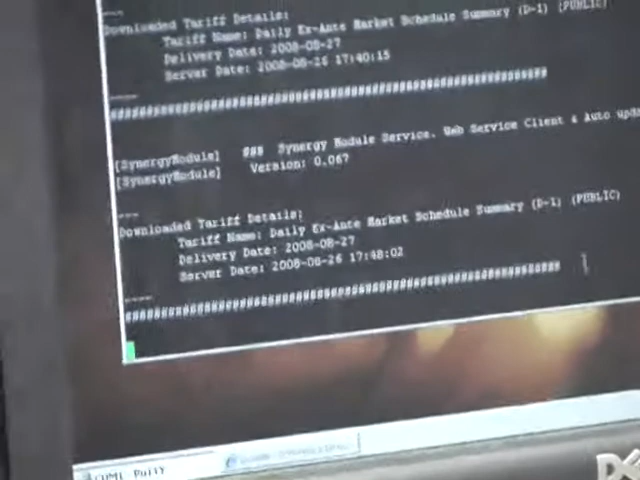 Downloaded Tariff Details:
Tariff Name: Daily Ex-Ante Market Schedule Summary (D-1) (PUBLIC)
Delivery Date: 2008-08-27
Server Date: 2008-08-26 17:40:15
---
################################################################
[SynergyModule] ### Synergy Module Service. Web Service Client & Auto upda
[SynergyModule] Version: 0.067
---
Downloaded Tariff Details:
Tariff Name: Daily Ex-Ante Market Schedule Summary (D-1) (PUBLIC)
Delivery Date: 2008-08-27
Server Date: 2008-08-26 17:48:02
---
################################################################
PuTTY